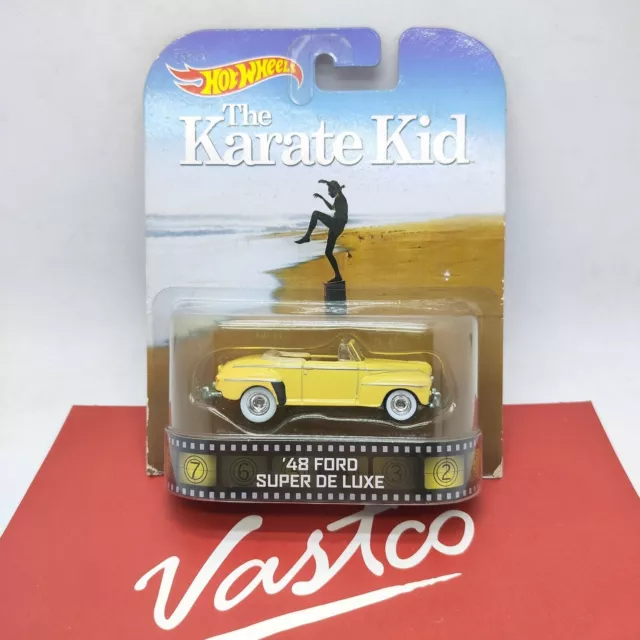 HOT WHEELS
The
Karate Kid
'48 FORD
SUPER DE LUXE
7 6 3 2
Vastco